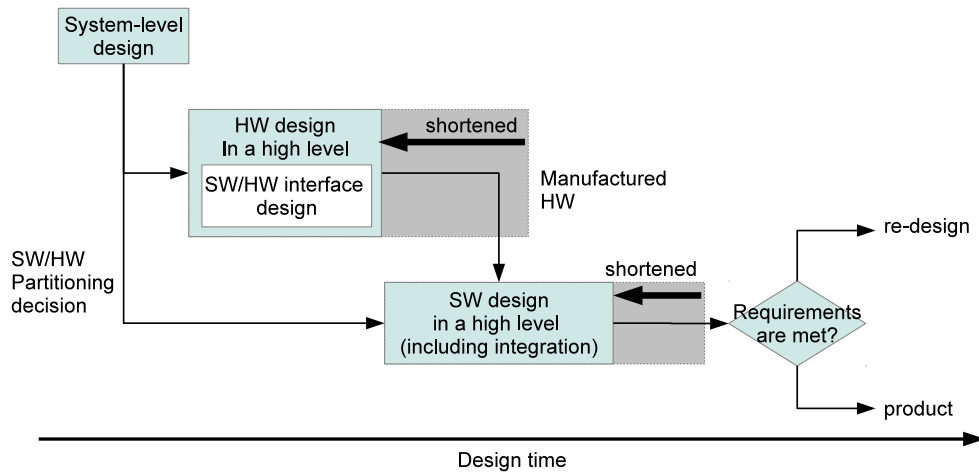 System-level
design
HW design
In a high level
shortened
SW/HW interface
design
Manufactured
HW
re-design
SW/HW
Partitioning
decision
shortened
SW design
in a high level
(including integration)
Requirements
are met?
product
Design time